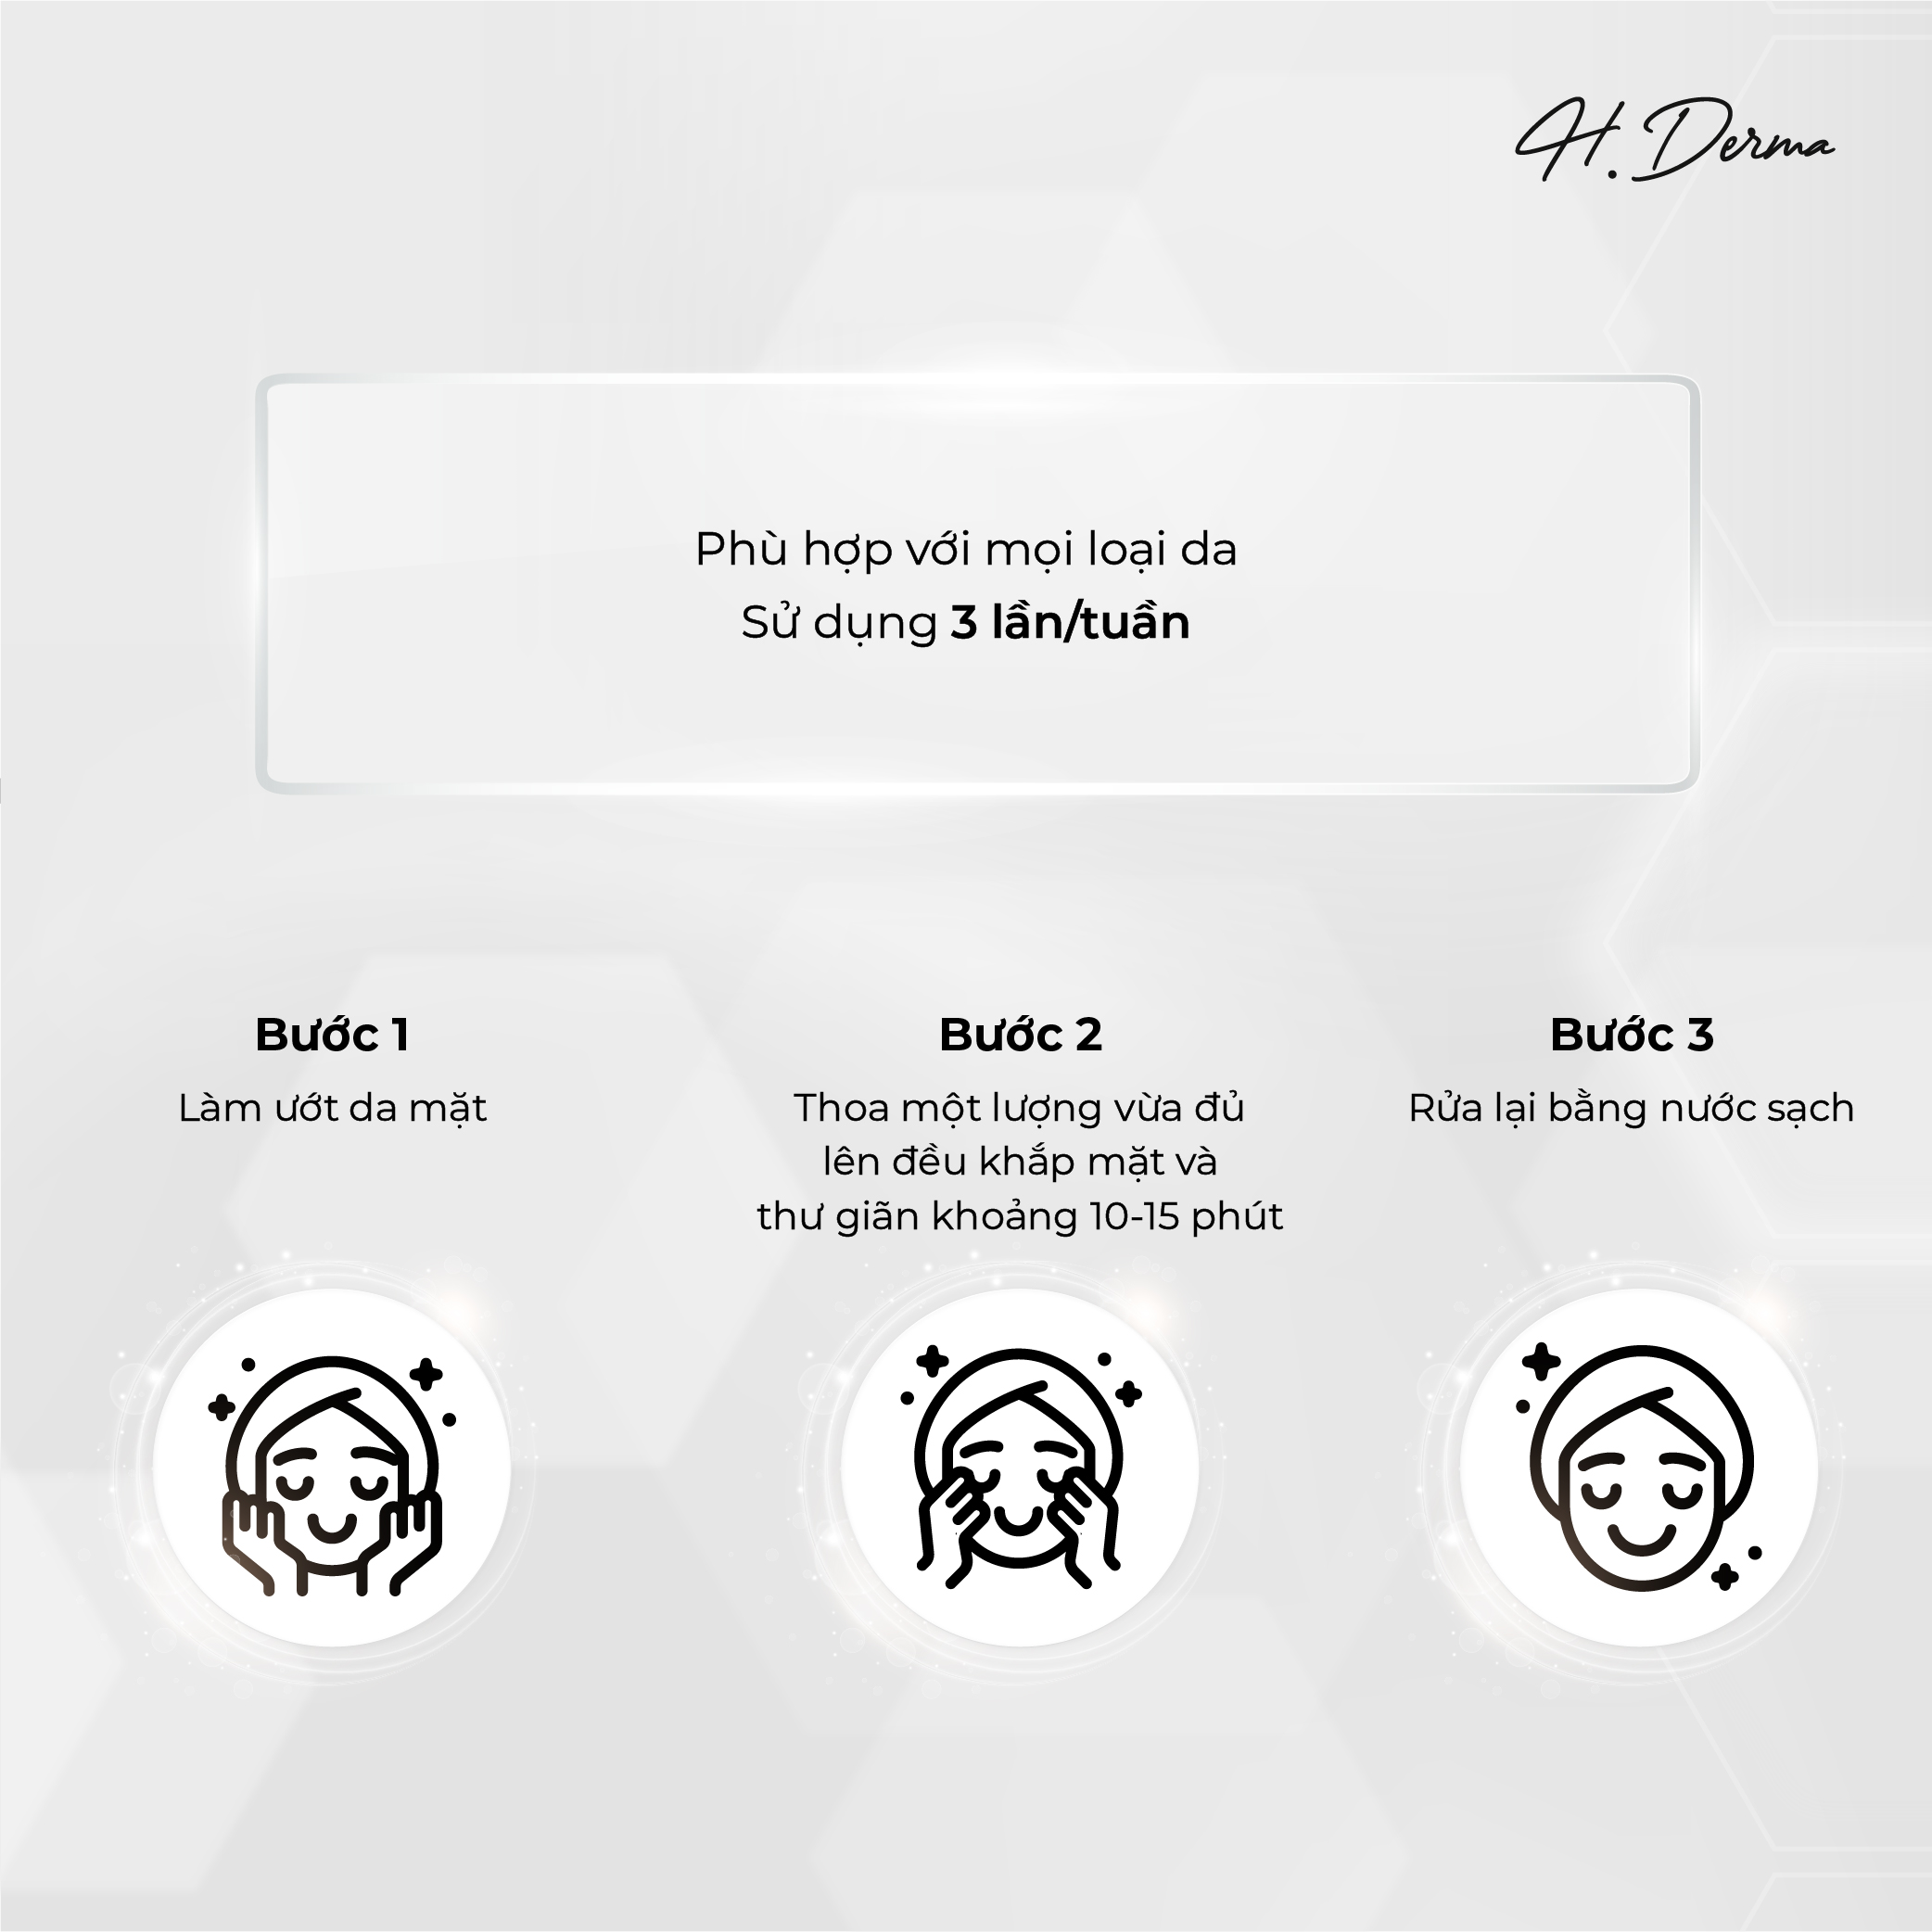 H. Derma
Phù hợp với mọi loại da
Sử dụng 3 lần/tuần
Bước 1
Làm ướt da mặt
Bước 2
Thoa một lượng vừa đủ
lên đều khắp mặt và
thư giãn khoảng 10-15 phút
Bước 3
Rửa lại bằng nước sạch